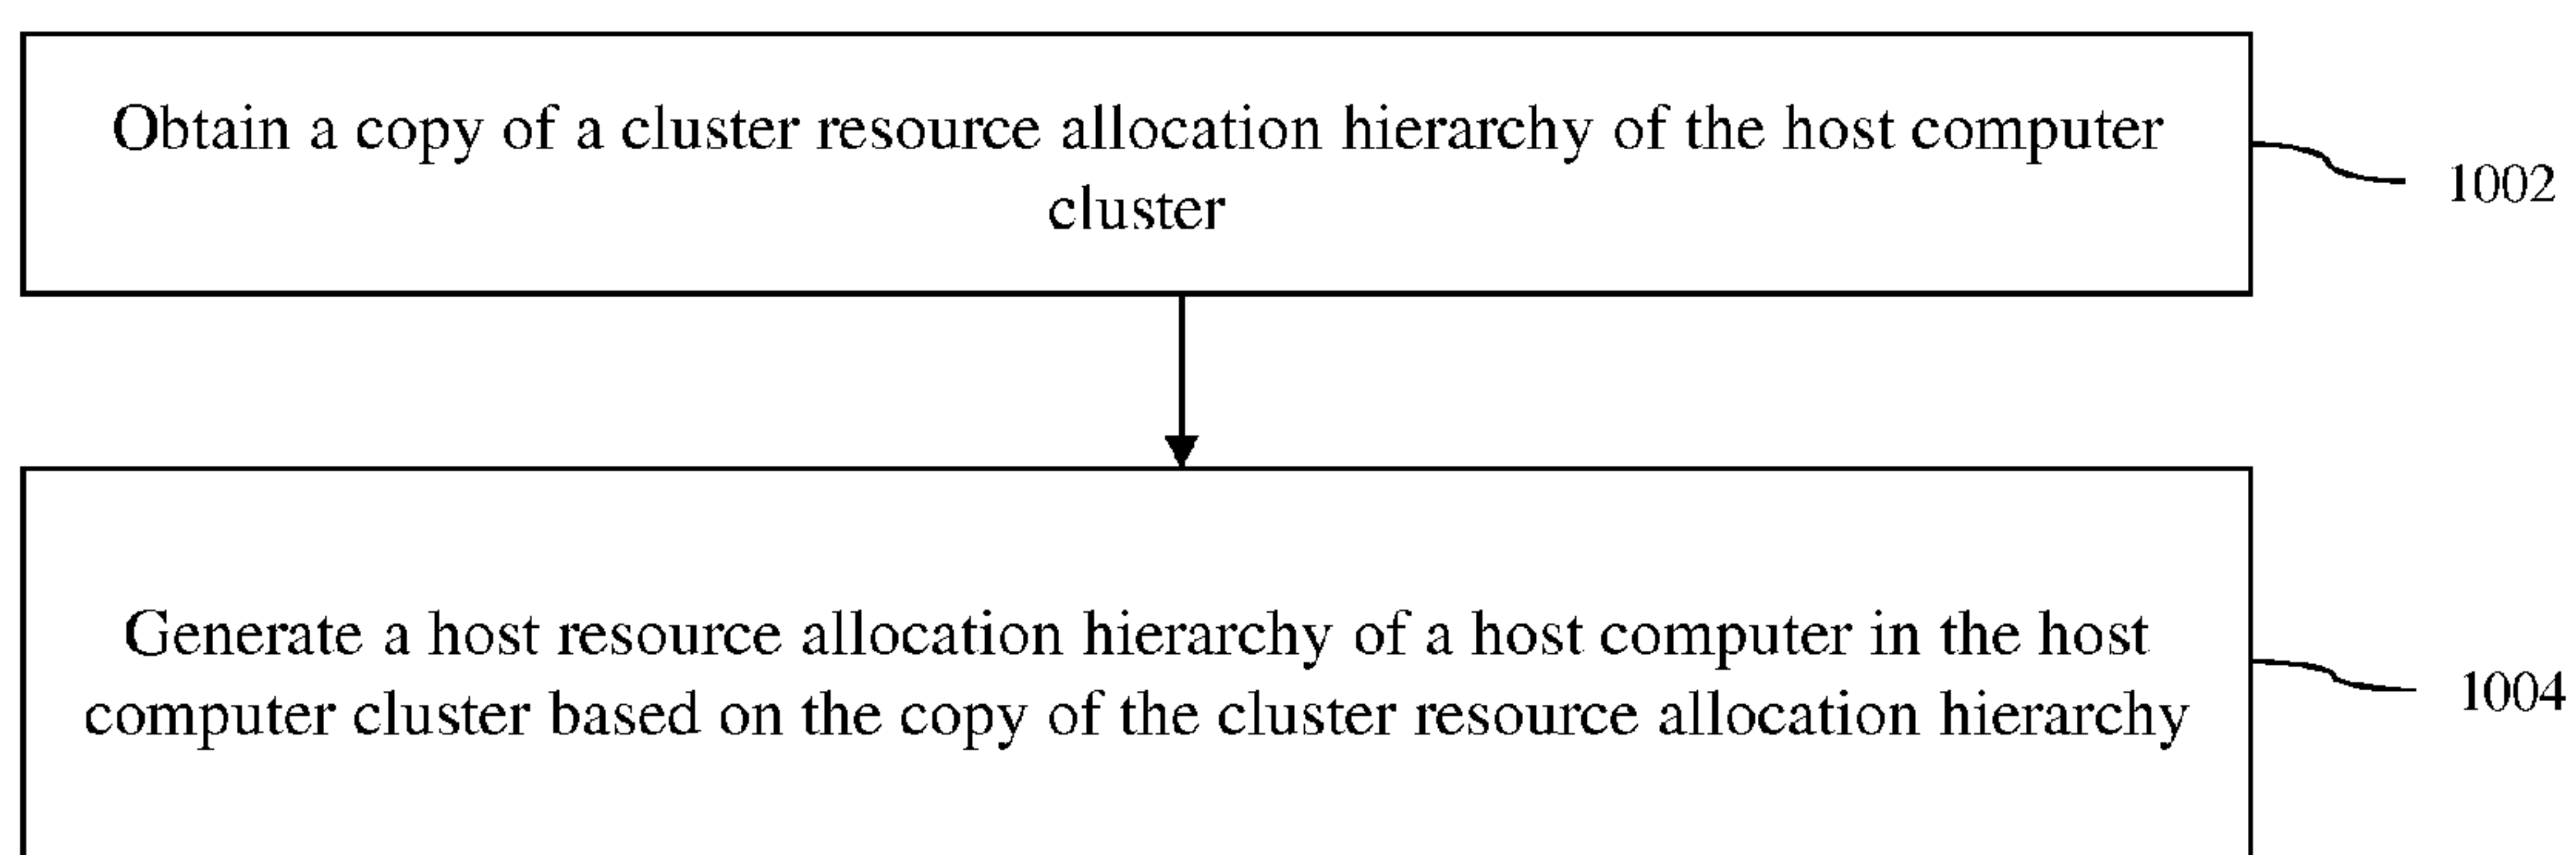 Obtain a copy of a cluster resource allocation hierarchy of the host computer
cluster
1002
Generate a host resource allocation hierarchy of a host computer in the host
computer cluster based on the copy of the cluster resource allocation hierarchy
1004